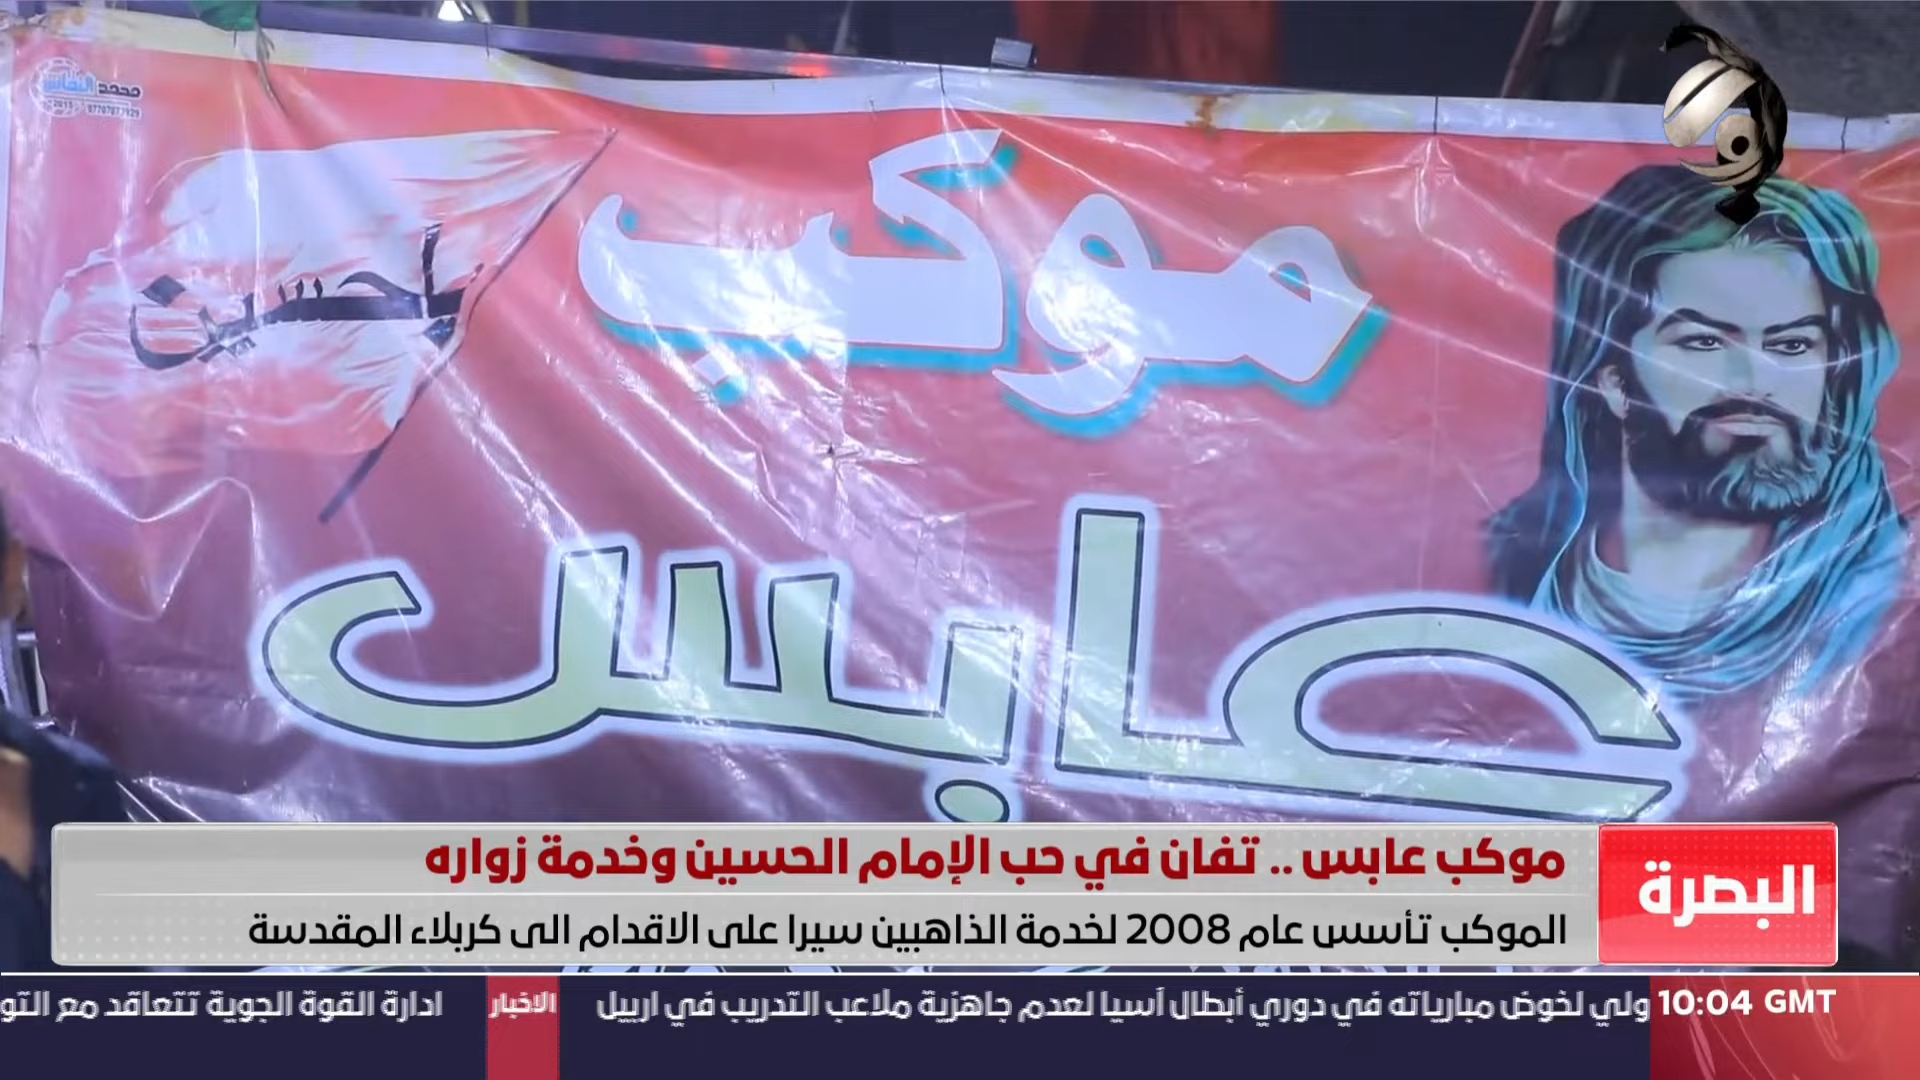 محمد النقاش
موكب
ياحسين
عابس
البصرة
موكب عابس .. تفان في حب الإمام الحسين وخدمة زواره
الموكب تأسس عام 2008 لخدمة الذاهبين سيرا على الاقدام الى كربلاء المقدسة
10:04 GMT
ولي لخوض مبارياته في دوري أبطال آسيا لعدم جاهزية ملاعب التدريب في اربيل
الاخبار
ادارة القوة الجوية تتعاقد مع التو